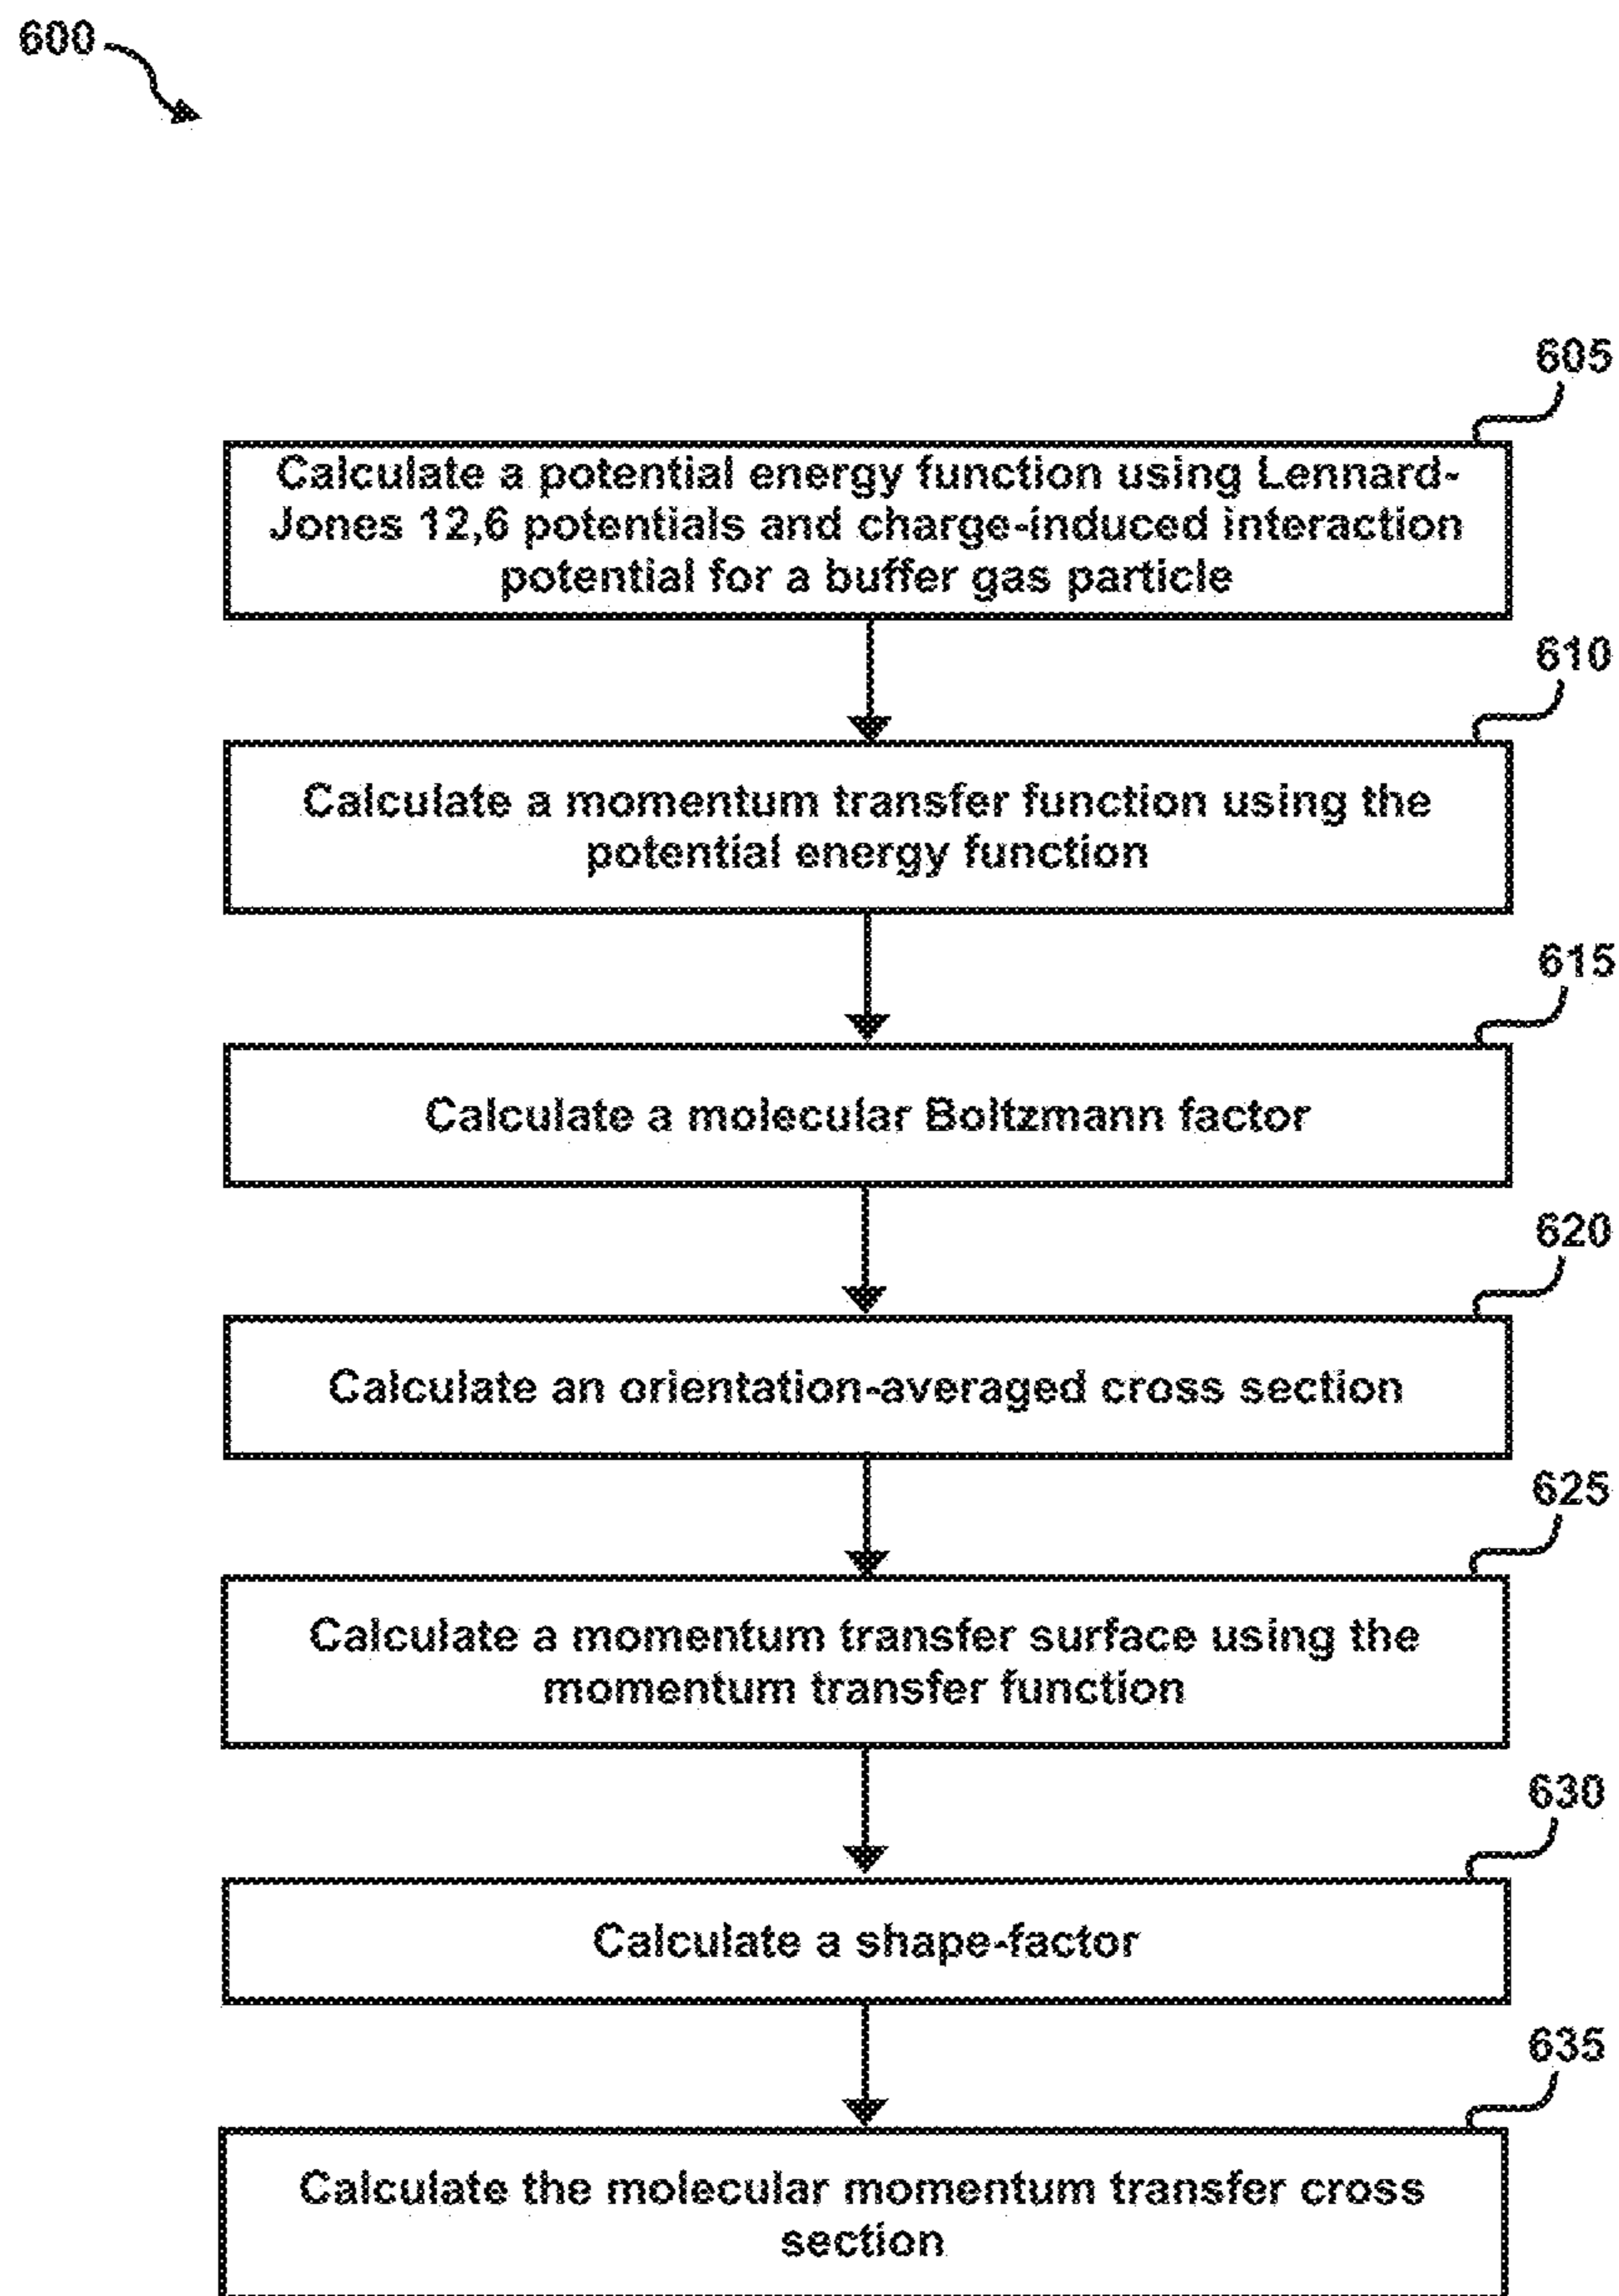 600
605
Calculate a potential energy function using Lennard-
Jones 12,6 potentials and charge-induced interaction
potential for a buffer gas particle
610
Calculate a momentum transfer function using the
potential energy function
615
Calculate a molecular Boltzmann factor
620
Calculate an orientation-averaged cross section
625
Calculate a momentum transfer surface using the
momentum transfer function
630
Calculate a shape-factor
635
Calculate the molecular momentum transfer cross
section